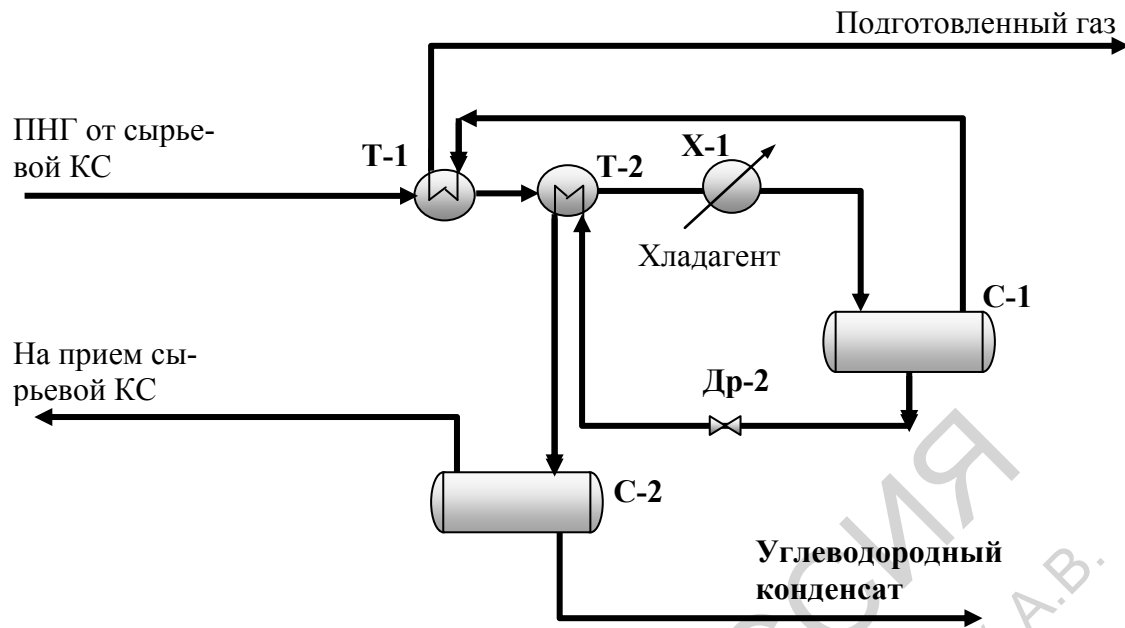 Подготовленный газ
ПНГ от сырье-
вой КС
Т-1
Т-2
Х-1
Хладагент
С-1
На прием сы-
рьевой КС
Др-2
С-2
Углеводородный
конденсат
А.В.